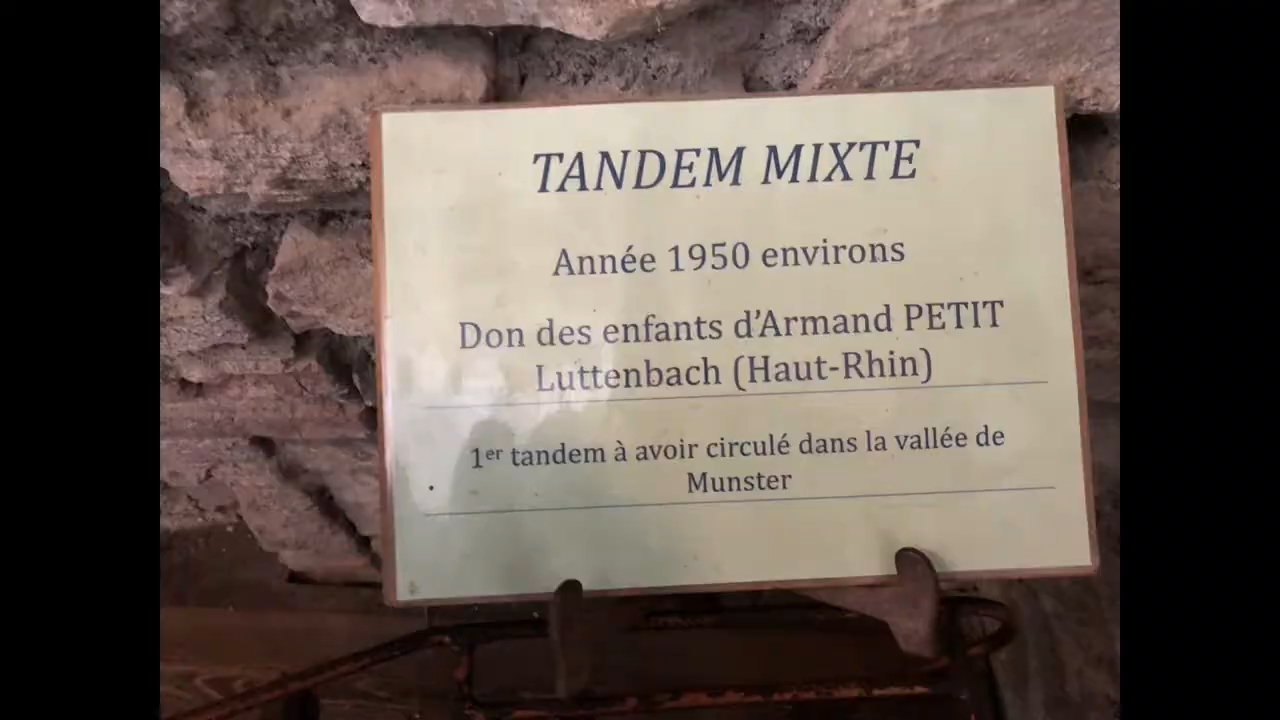 TANDEM MIXTE
Année 1950 environs
Don des enfants d'Armand PETIT
Luttenbach (Haut-Rhin)
1er tandem à avoir circulé dans la vallée de
Munster